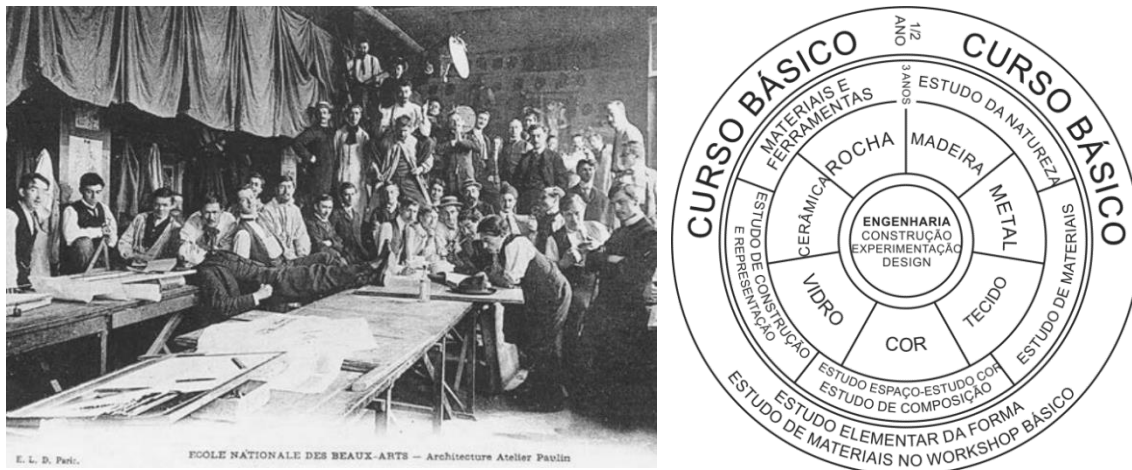 E. L. D. Paric.
ECOLE NATIONALE DES BEAUX-ARTS — Architecture Atelier Paulin
CURSO BÁSICO
1/2
ANO
CURSO BÁSICO
3 ANOS
MATERIAIS E
FERRAMENTAS
ESTUDO DA NATUREZA
ROCHA
MADEIRA
CERÂMICA
METAL
ENGENHARIA
CONSTRUÇÃO
EXPERIMENTAÇÃO
DESIGN
ESTUDO DE CONSTRUÇÃO
E REPRESENTAÇÃO
ESTUDO DE MATERIAIS
VIDRO
TECIDO
COR
ESTUDO ESPAÇO-ESTUDO COR
ESTUDO DE COMPOSIÇÃO
ESTUDO ELEMENTAR DA FORMA
ESTUDO DE MATERIAIS NO WORKSHOP BÁSICO